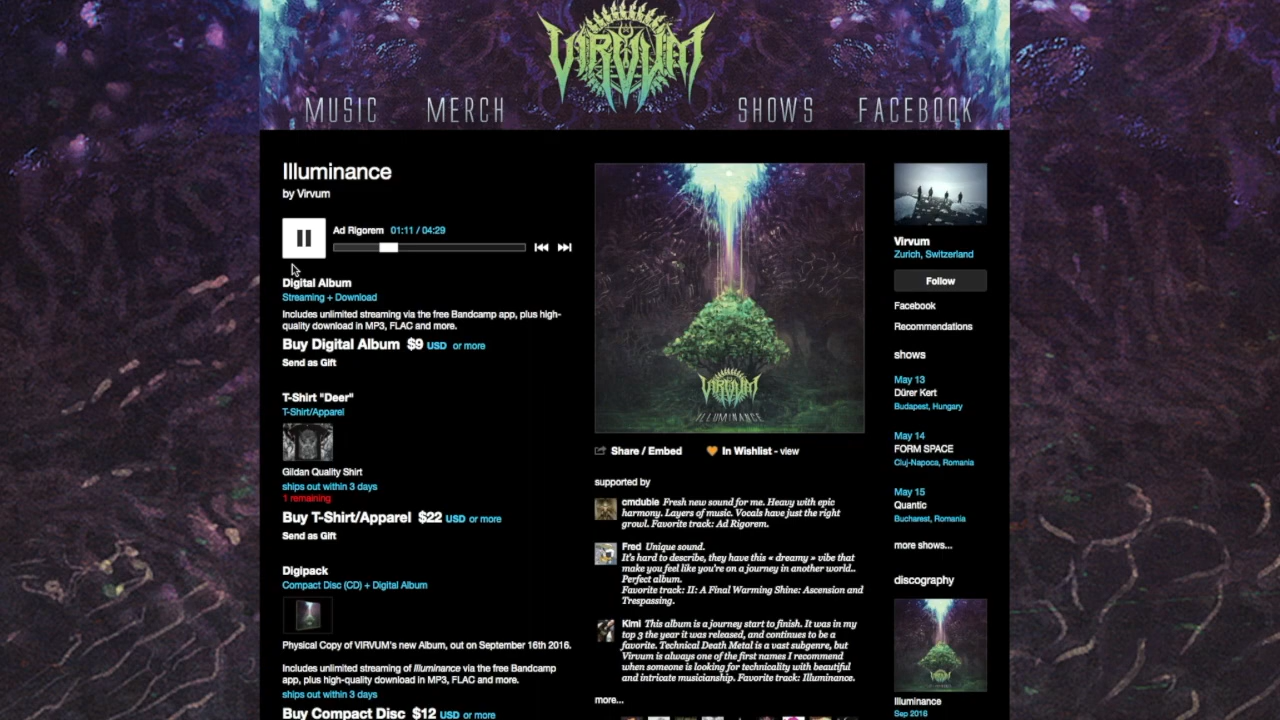 VIRVUM
MUSIC
MERCH
SHOWS
FACEBOOK
Illuminance
by Virvum
Ad Rigorem 01:11 / 04:29
Digital Album
Streaming + Download
Includes unlimited streaming via the free Bandcamp app, plus high-
quality download in MP3, FLAC and more.
Buy Digital Album $9 USD or more
Send as Gift
T-Shirt "Deer"
T-Shirt/Apparel
Gildan Quality Shirt
ships out within 3 days
1 remaining
Buy T-Shirt/Apparel $22 USD or more
Send as Gift
Digipack
Compact Disc (CD) + Digital Album
Physical Copy of VIRVUM's new Album, out on September 16th 2016.
Includes unlimited streaming of Illuminance via the free Bandcamp
app, plus high-quality download in MP3, FLAC and more.
ships out within 3 days
Buy Compact Disc $12 USD or more
VIRVUM
ILLUMINANCE
Share / Embed
In Wishlist - view
supported by
cmdubie Fresh new sound for me. Heavy with epic
harmony. Layers of music. Vocals have just the right
growl. Favorite track: Ad Rigorem.
Fred Unique sound.
It's hard to describe, they have this « dreamy » vibe that
make you feel like you're on a journey in another world..
Perfect album.
Favorite track: II: A Final Warming Shine: Ascension and
Trespassing.
Kimi This album is a journey start to finish. It was in my
top 3 the year it was released, and continues to be a
favorite. Technical Death Metal is a vast subgenre, but
Virvum is always one of the first names I recommend
when someone is looking for technicality with beautiful
and intricate musicianship. Favorite track: Illuminance.
more...
Virvum
Zurich, Switzerland
Follow
Facebook
Recommendations
shows
May 13
Dürer Kert
Budapest, Hungary
May 14
FORM SPACE
Cluj-Napoca, Romania
May 15
Quantic
Bucharest, Romania
more shows...
discography
Illuminance
Sep 2016